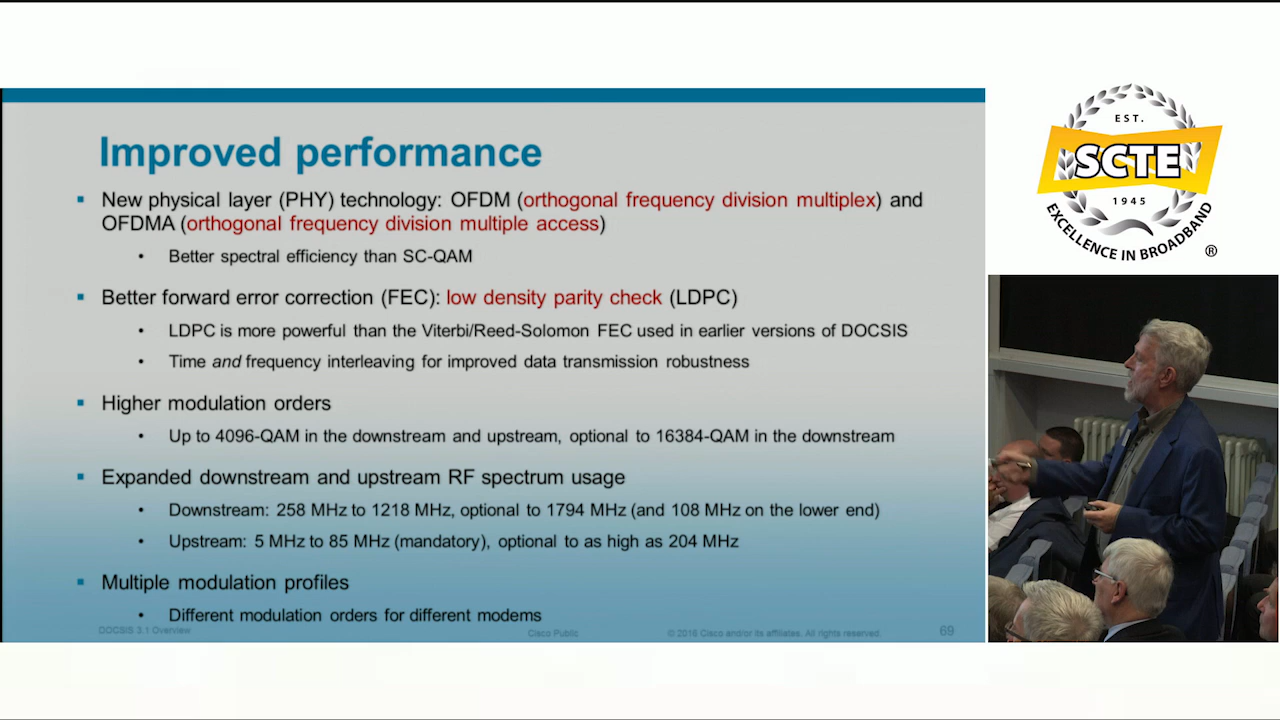 Improved performance
New physical layer (PHY) technology: OFDM (orthogonal frequency division multiplex) and
OFDMA (orthogonal frequency division multiple access)
Better spectral efficiency than SC-QAM
Better forward error correction (FEC): low density parity check (LDPC)
LDPC is more powerful than the Viterbi/Reed-Solomon FEC used in earlier versions of DOCSIS
Time and frequency interleaving for improved data transmission robustness
Higher modulation orders
Up to 4096-QAM in the downstream and upstream, optional to 16384-QAM in the downstream
Expanded downstream and upstream RF spectrum usage
Downstream: 258 MHz to 1218 MHz, optional to 1794 MHz (and 108 MHz on the lower end)
Upstream: 5 MHz to 85 MHz (mandatory), optional to as high as 204 MHz
Multiple modulation profiles
Different modulation orders for different modems
DOCSIS 3.1 Overview
Cisco Public
© 2016 Cisco and/or its affiliates. All rights reserved.
69
EST.
SCTE
1945
EXCELLENCE IN BROADBAND
®